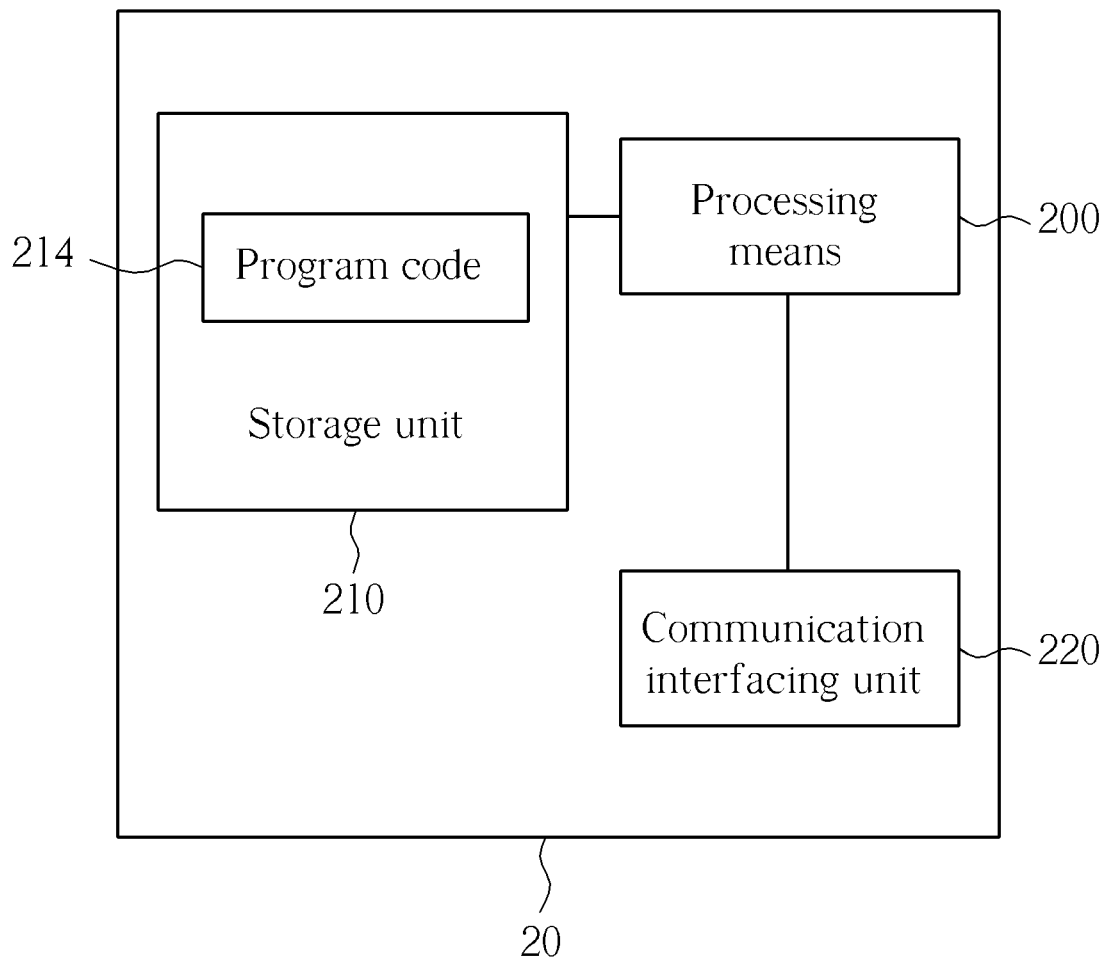 Processing
means
200
214
Program code
Storage unit
210
Communication
interfacing unit
220
20